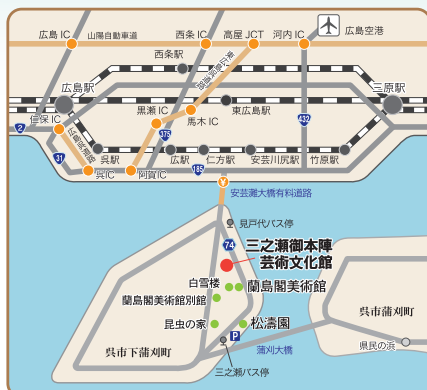 広島IC
山陽自動車道
西条IC
高屋JCT
河内IC
広島空港
西条駅
東広島呉道路
広島駅
三原駅
黒瀬IC
東広島駅
馬木IC
仁保IC
2
375
432
広島呉道路
31
呉駅
広駅
仁方駅
安芸川尻駅
竹原駅
呉IC
阿賀IC
185
¥
安芸灘大橋有料道路
見戸代バス停
74
三之瀬御本陣
芸術文化館
白雪楼
蘭島閣美術館
蘭島閣美術館別館
昆虫の家
松濤園
P
呉市下蒲刈町
三之瀬バス停
蒲刈大橋
呉市蒲刈町
県民の浜